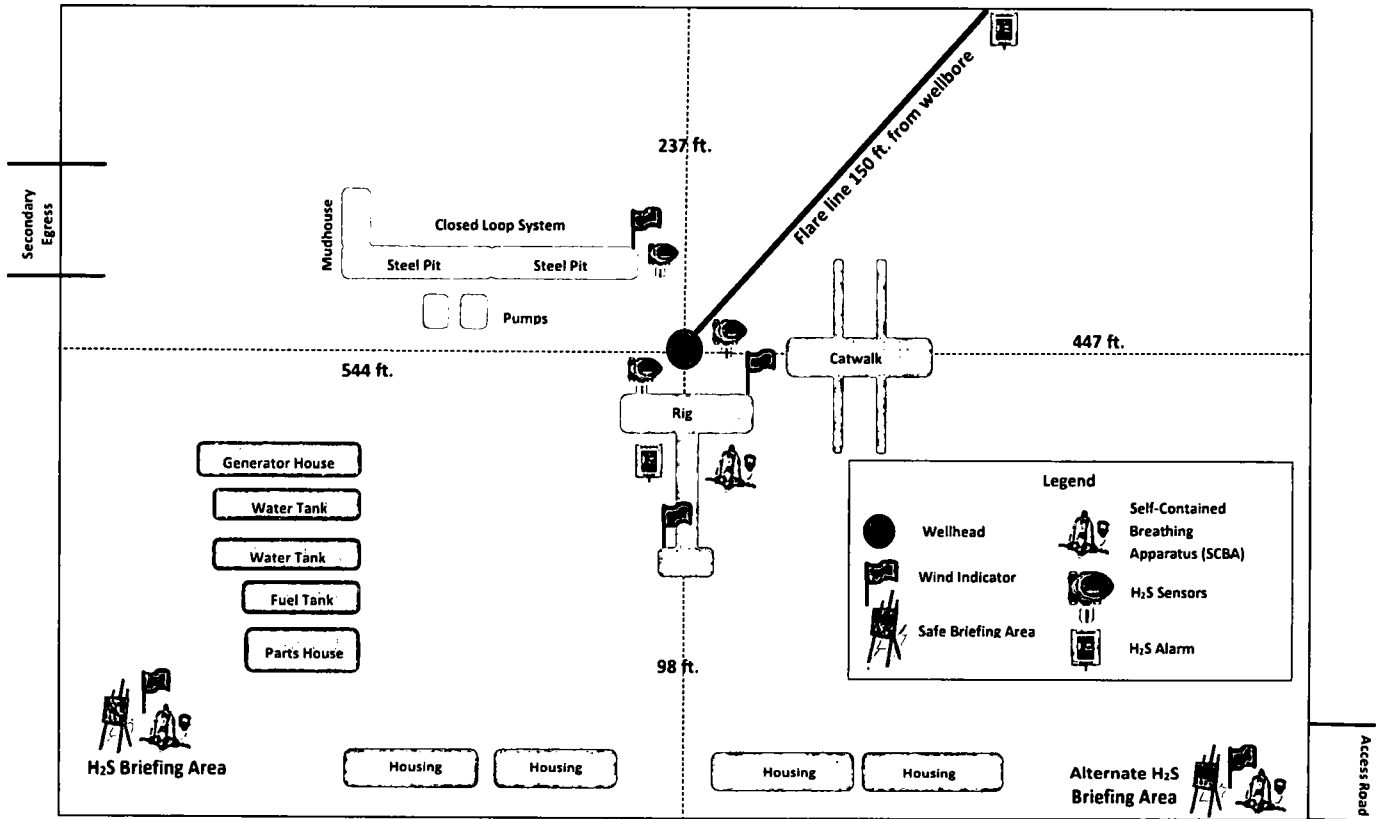 237 ft.
Flare line 150 ft. from wellbore
Secondary
Egress
Mudhouse
Closed Loop System
Steel Pit
Steel Pit
Pumps
544 ft.
447 ft.
Catwalk
Rig
Generator House
Water Tank
Water Tank
Fuel Tank
Parts House
98 ft.
Legend
Wellhead
Wind Indicator
Safe Briefing Area
Self-Contained
Breathing
Apparatus (SCBA)
H₂S Sensors
H₂S Alarm
H₂S Briefing Area
Housing
Housing
Housing
Housing
Alternate H₂S
Briefing Area
Access Road